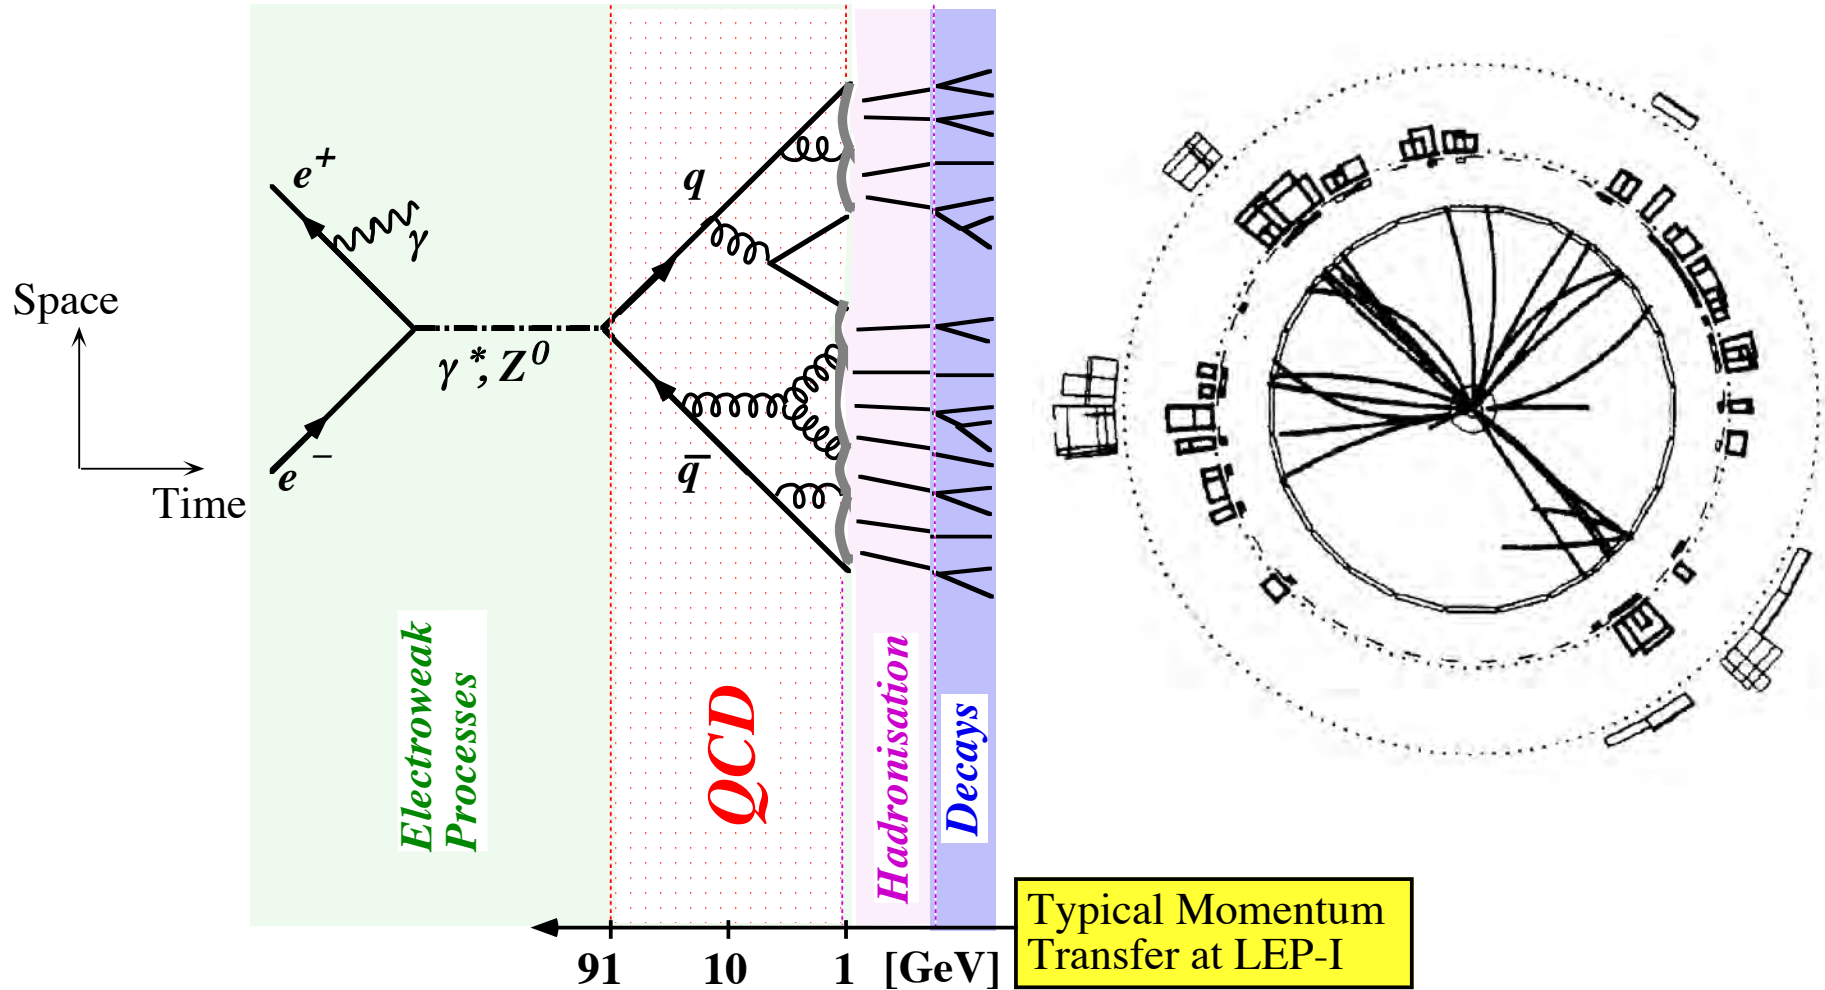 Space
Time
e+
γ
e−
γ*, Z0
q
q̅
Electroweak
Processes
QCD
Hadronisation
Decays
91 10 1 [GeV]
Typical Momentum
Transfer at LEP-I